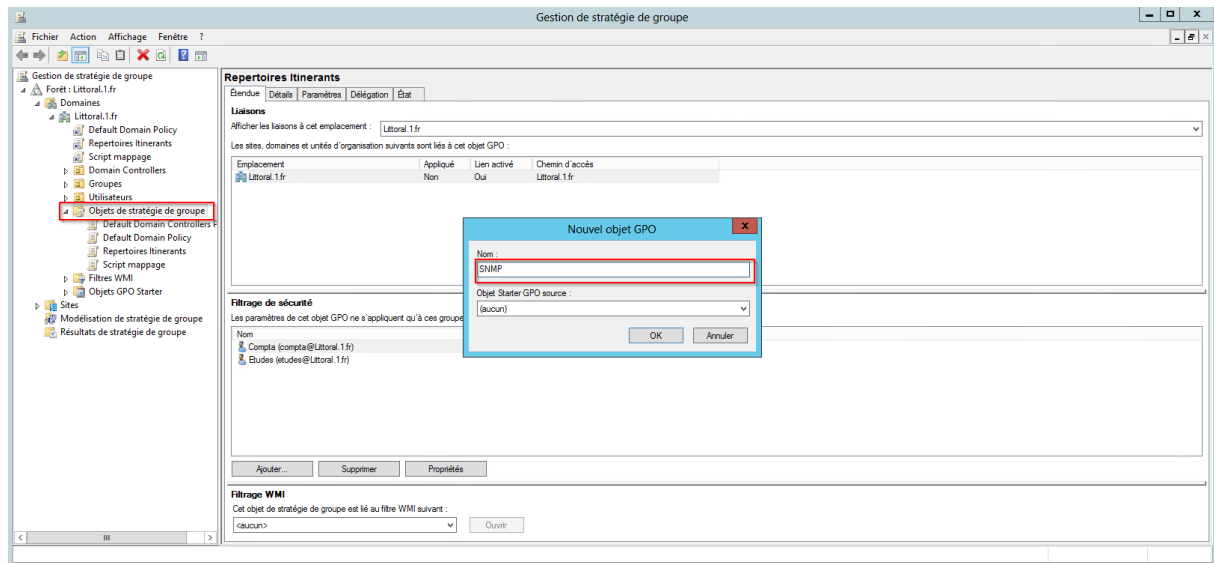 Gestion de stratégie de groupe
Fichier Action Affichage Fenêtre ?
Gestion de stratégie de groupe
Forêt : Littoral.1.fr
Domaines
Littoral.1.fr
Default Domain Policy
Repertoires Itinerants
Script mappage
Domain Controllers
Groupes
Utilisateurs
Objets de stratégie de groupe
Default Domain Controllers P
Default Domain Policy
Repertoires Itinerants
Script mappage
Filtres WMI
Objets GPO Starter
Sites
Modélisation de stratégie de groupe
Résultats de stratégie de groupe
Repertoires Itinerants
Étendue Détails Paramètres Délégation État
Liaisons
Afficher les liaisons à cet emplacement : Littoral.1.fr
Les sites, domaines et unités d'organisation suivants sont liés à cet objet GPO :
Emplacement Appliqué Lien activé Chemin d'accès
Littoral.1.fr Non Oui Littoral.1.fr
Nouvel objet GPO
Nom :
SNMP
Objet Starter GPO source :
(aucun)
OK Annuler
Filtrage de sécurité
Les paramètres de cet objet GPO ne s'appliquent qu'à ces groupe
Nom
Compta (compta@Littoral.1.fr)
Etudes (etudes@Littoral.1.fr)
Ajouter... Supprimer Propriétés
Filtrage WMI
Cet objet de stratégie de groupe est lié au filtre WMI suivant :
<aucun> Ouvrir